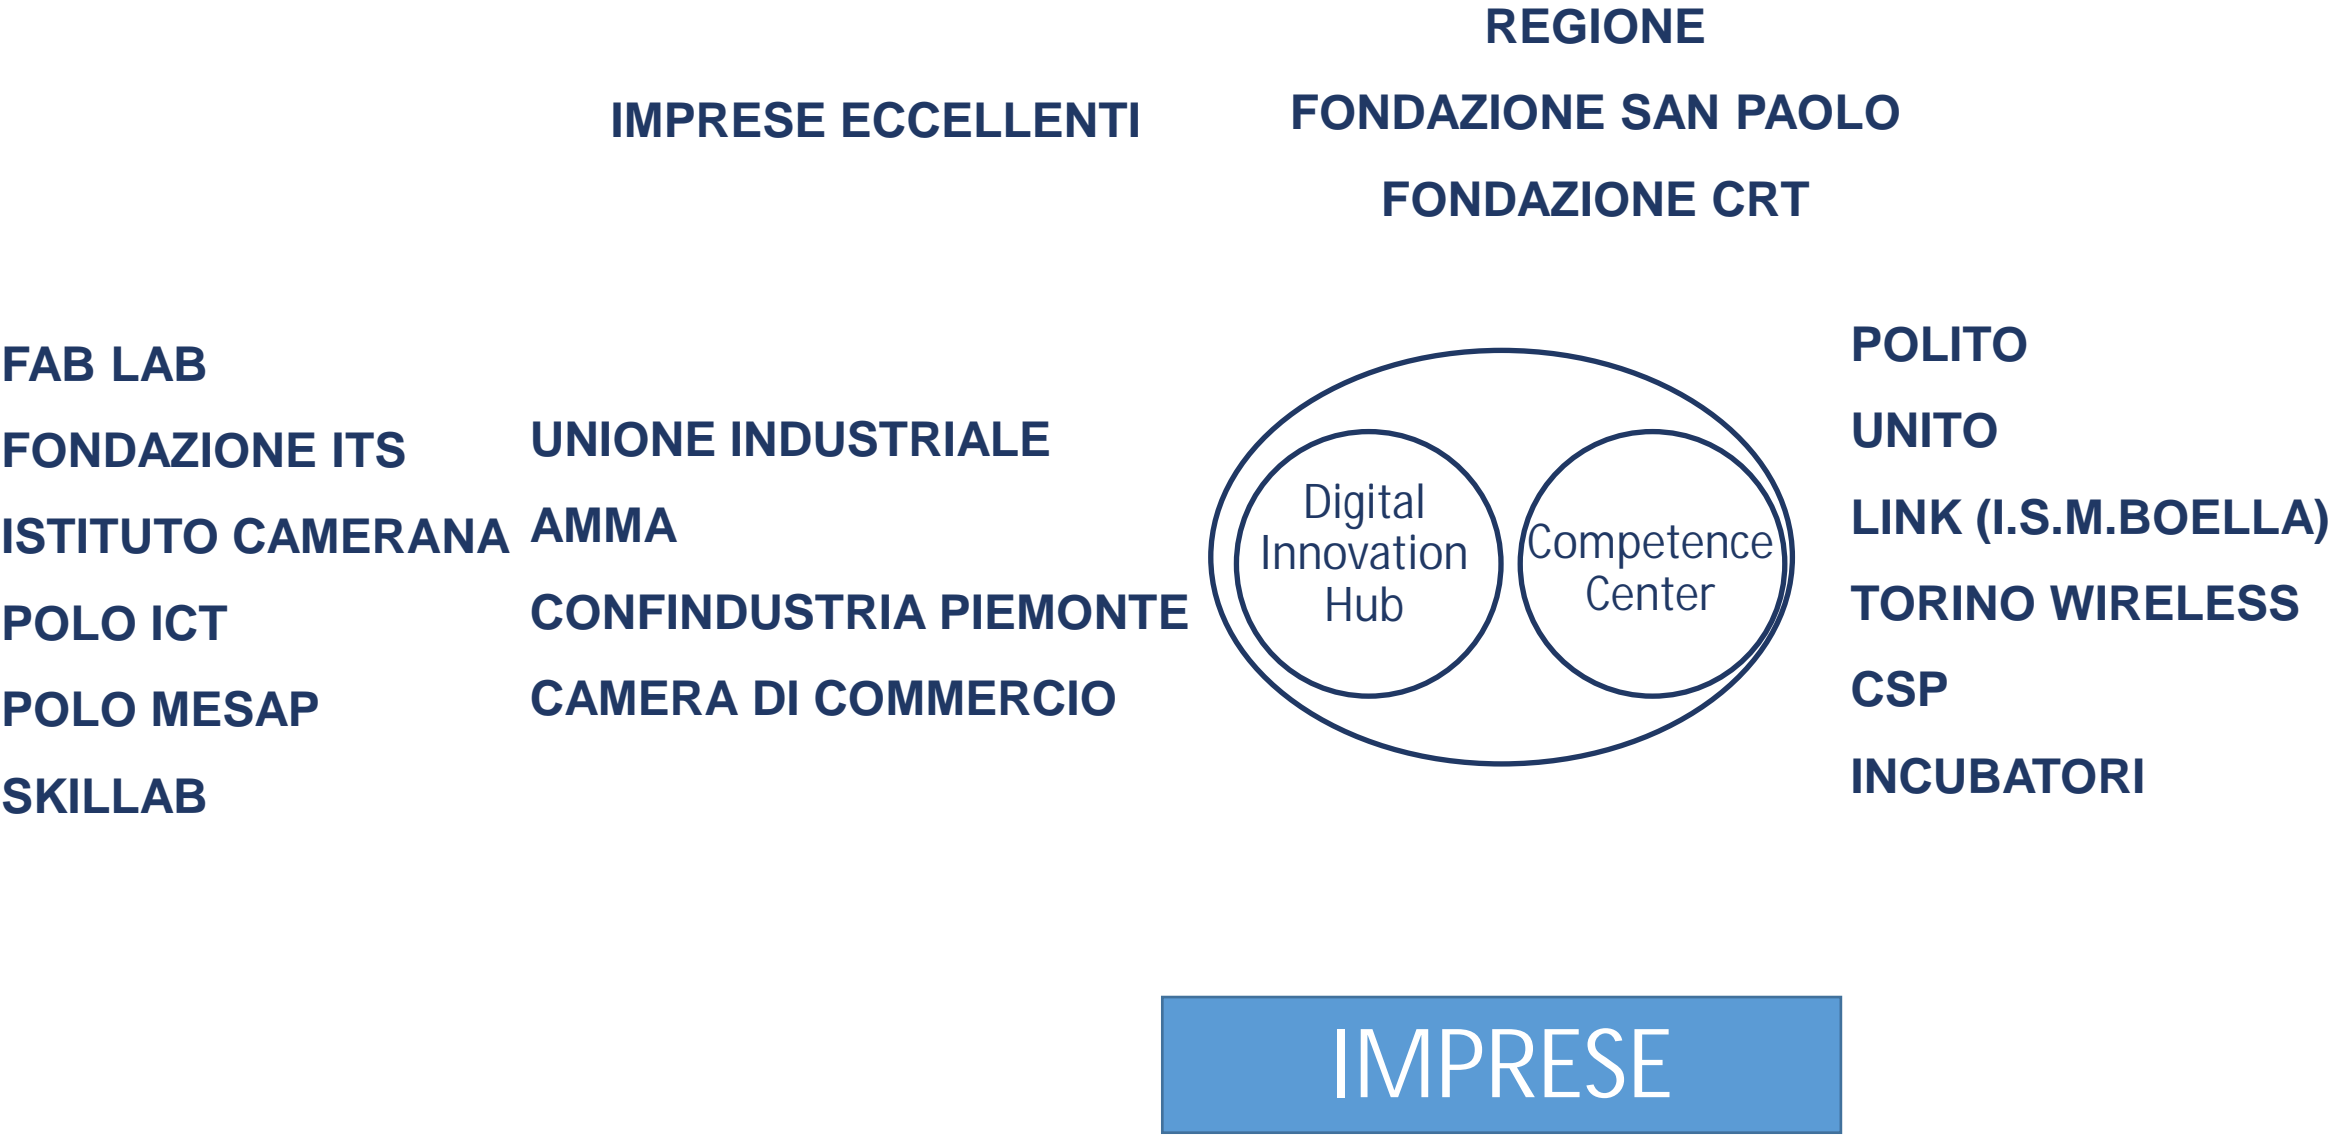 REGIONE
IMPRESE ECCELLENTI
FONDAZIONE SAN PAOLO
FONDAZIONE CRT
FAB LAB
FONDAZIONE ITS
ISTITUTO CAMERANA
POLO ICT
POLO MESAP
SKILLAB
UNIONE INDUSTRIALE
AMMA
CONFINDUSTRIA PIEMONTE
CAMERA DI COMMERCIO
Digital
Innovation
Hub
Competence
Center
POLITO
UNITO
LINK (I.S.M.BOELLA)
TORINO WIRELESS
CSP
INCUBATORI
IMPRESE